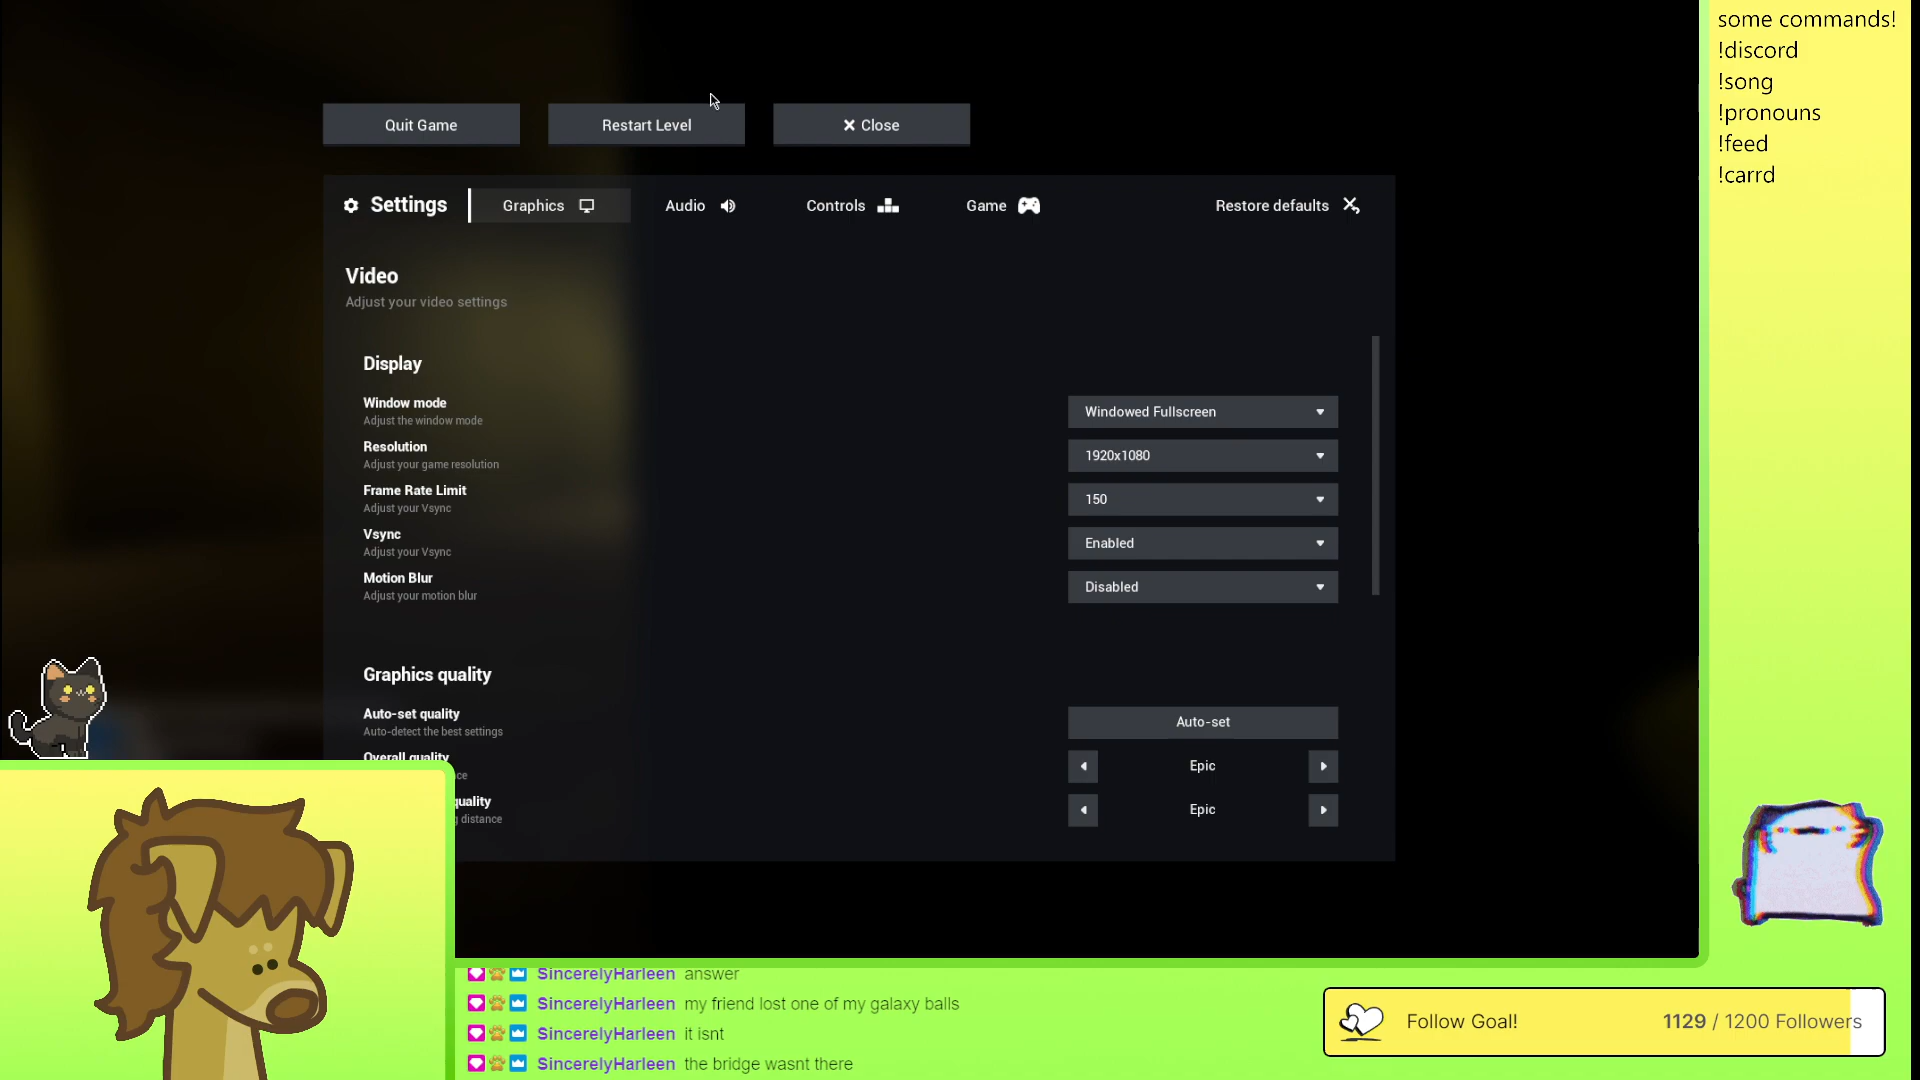 some commands!
!discord
!song
!pronouns
!feed
!carrd
Quit Game
Restart Level
Close
Settings
Graphics
Audio
Controls
Game
Restore defaults
Video
Adjust your video settings
Display
Window mode
Adjust the window mode
Windowed Fullscreen
Resolution
Adjust your game resolution
1920x1080
Frame Rate Limit
Adjust your Vsync
150
Vsync
Adjust your Vsync
Enabled
Motion Blur
Adjust your motion blur
Disabled
Graphics quality
Auto-set quality
Auto-detect the best settings
Auto-set
Overall quality
Epic
quality
distance
Epic
SincerelyHarleen answer
SincerelyHarleen my friend lost one of my galaxy balls
SincerelyHarleen it isnt
SincerelyHarleen the bridge wasnt there
Follow Goal!
1129 / 1200 Followers